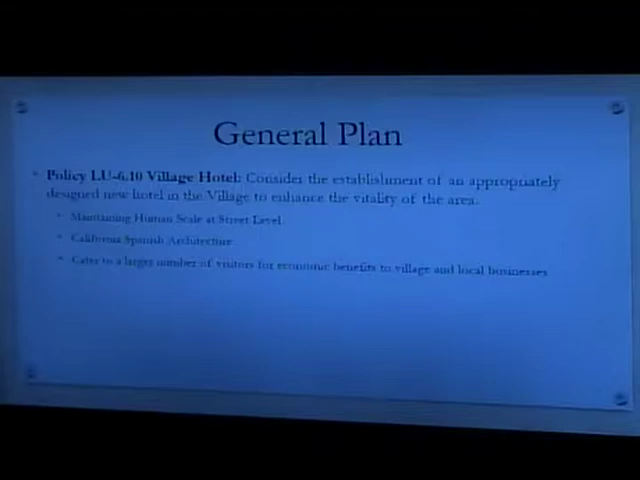 General Plan
• Policy LU-6.10 Village Hotel: Consider the establishment of an appropriately
designed new hotel in the Village to enhance the vitality of the area.
• Maintaining Human Scale at Street Level
• California Spanish Architecture
• Cater to a larger number of visitors for economic benefits to village and local businesses